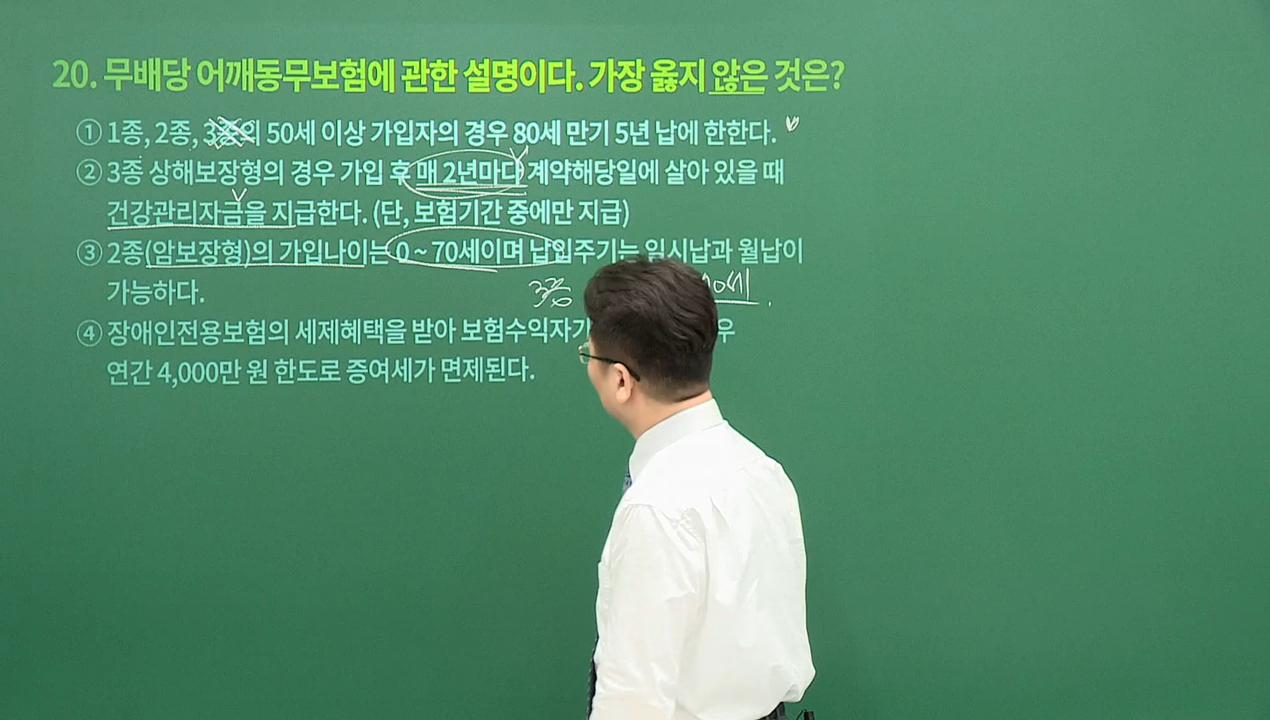 20. 무배당 어깨동무보험에 관한 설명이다. 가장 옳지 않은 것은?
① 1종, 2종, 3종의 50세 이상 가입자의 경우 80세 만기 5년 납에 한한다.
② 3종 상해보장형의 경우 가입 후 매 2년마다 계약해당일에 살아 있을 때
건강관리자금을 지급한다. (단, 보험기간 중에만 지급)
③ 2종(암보장형)의 가입나이는 0 ~ 70세이며 납입주기는 일시납과 월납이
가능하다.
3종 70세
④ 장애인전용보험의 세제혜택을 받아 보험수익자가 우
연간 4,000만 원 한도로 증여세가 면제된다.